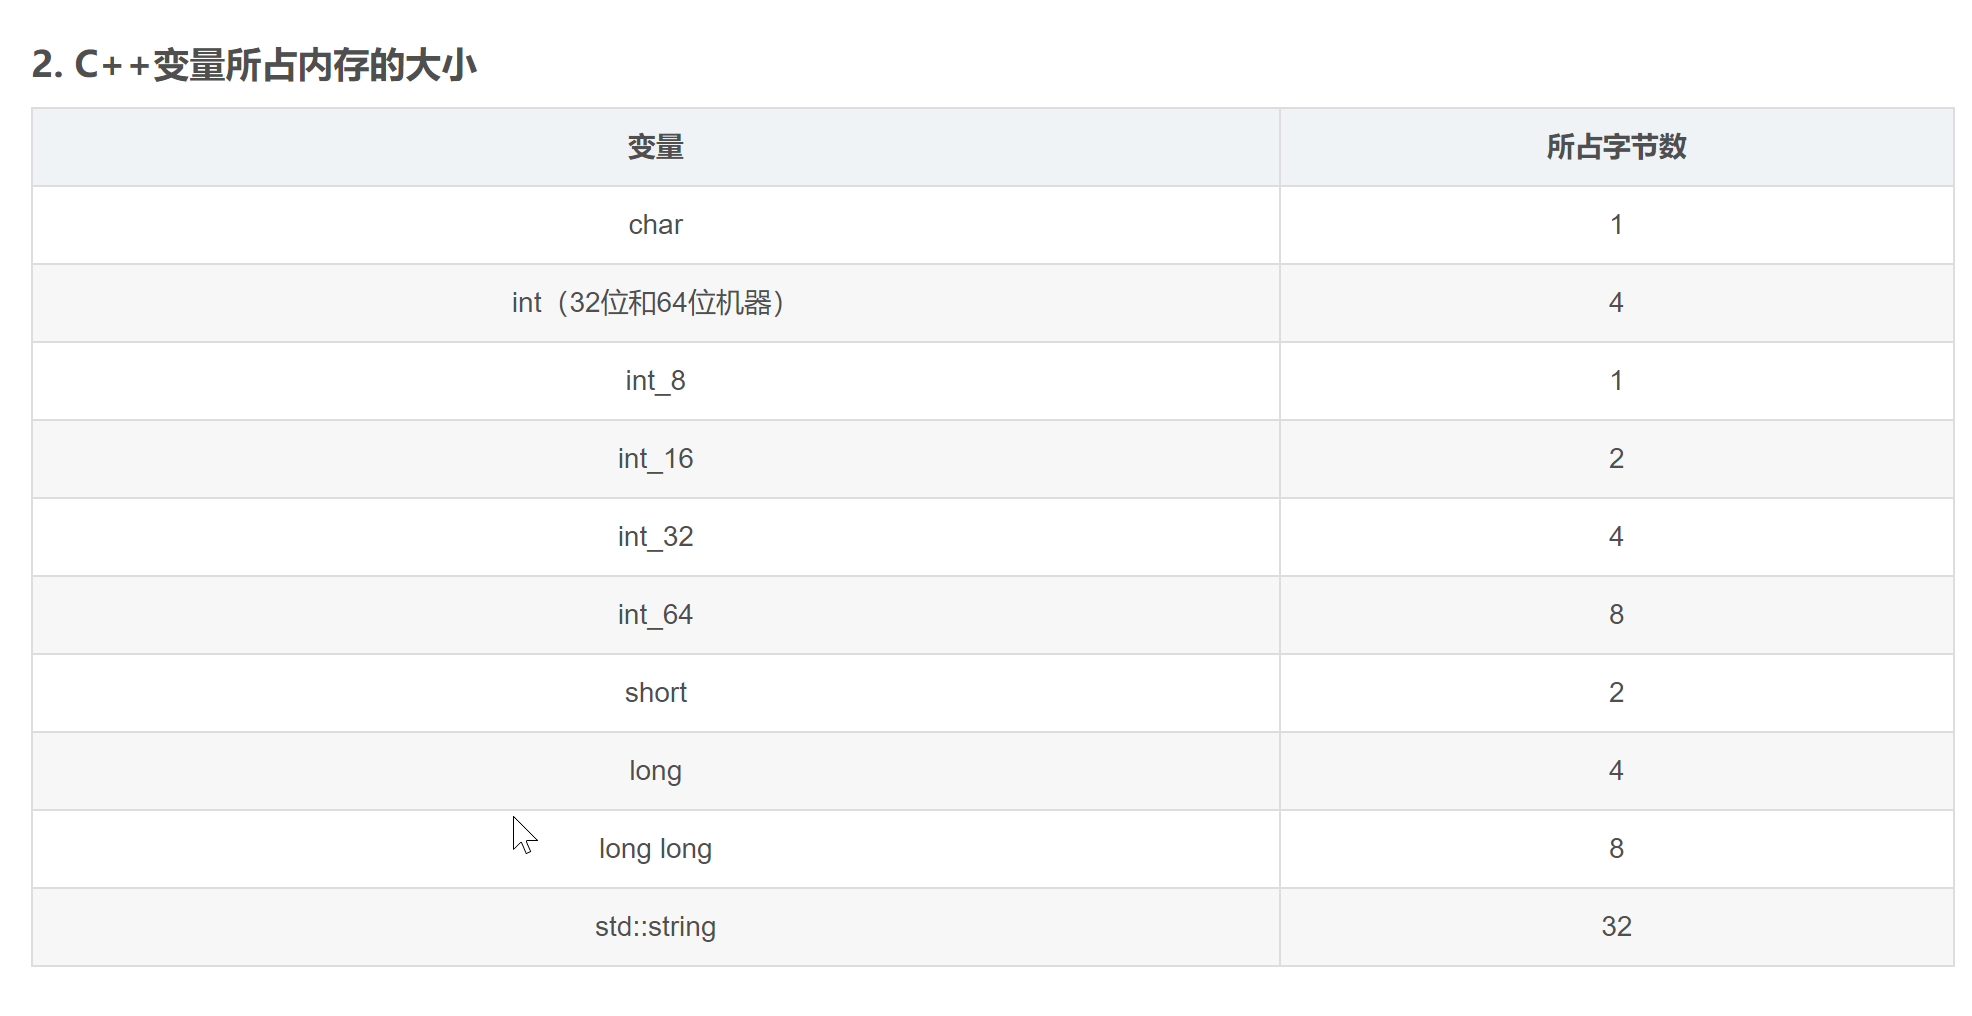 2. C++变量所占内存的大小
变量 所占字节数
char 1
int（32位和64位机器） 4
int_8 1
int_16 2
int_32 4
int_64 8
short 2
long 4
long long 8
std::string 32